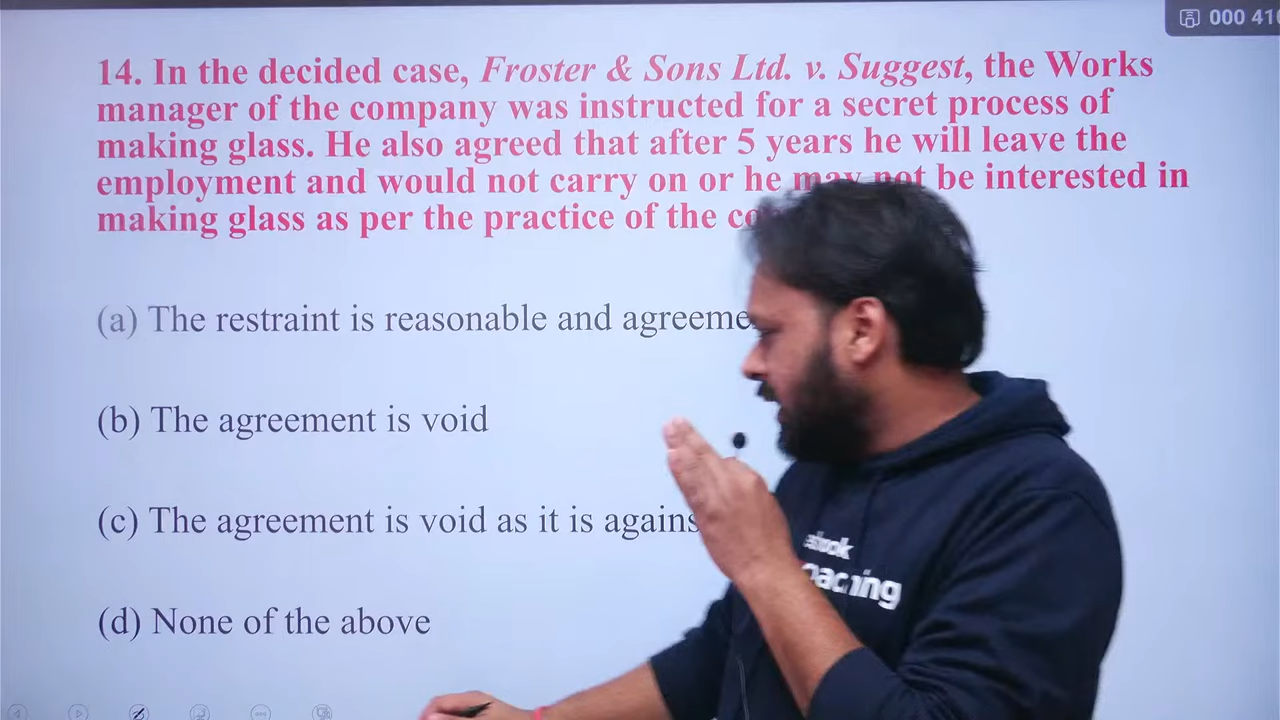 000 410
14. In the decided case, Froster & Sons Ltd. v. Suggest, the Works
manager of the company was instructed for a secret process of
making glass. He also agreed that after 5 years he will leave the
employment and would not carry on or he may not be interested in
making glass as per the practice of the
(a) The restraint is reasonable and
(b) The agreement is void
(c) The agreement is void as it is
(d) None of the above